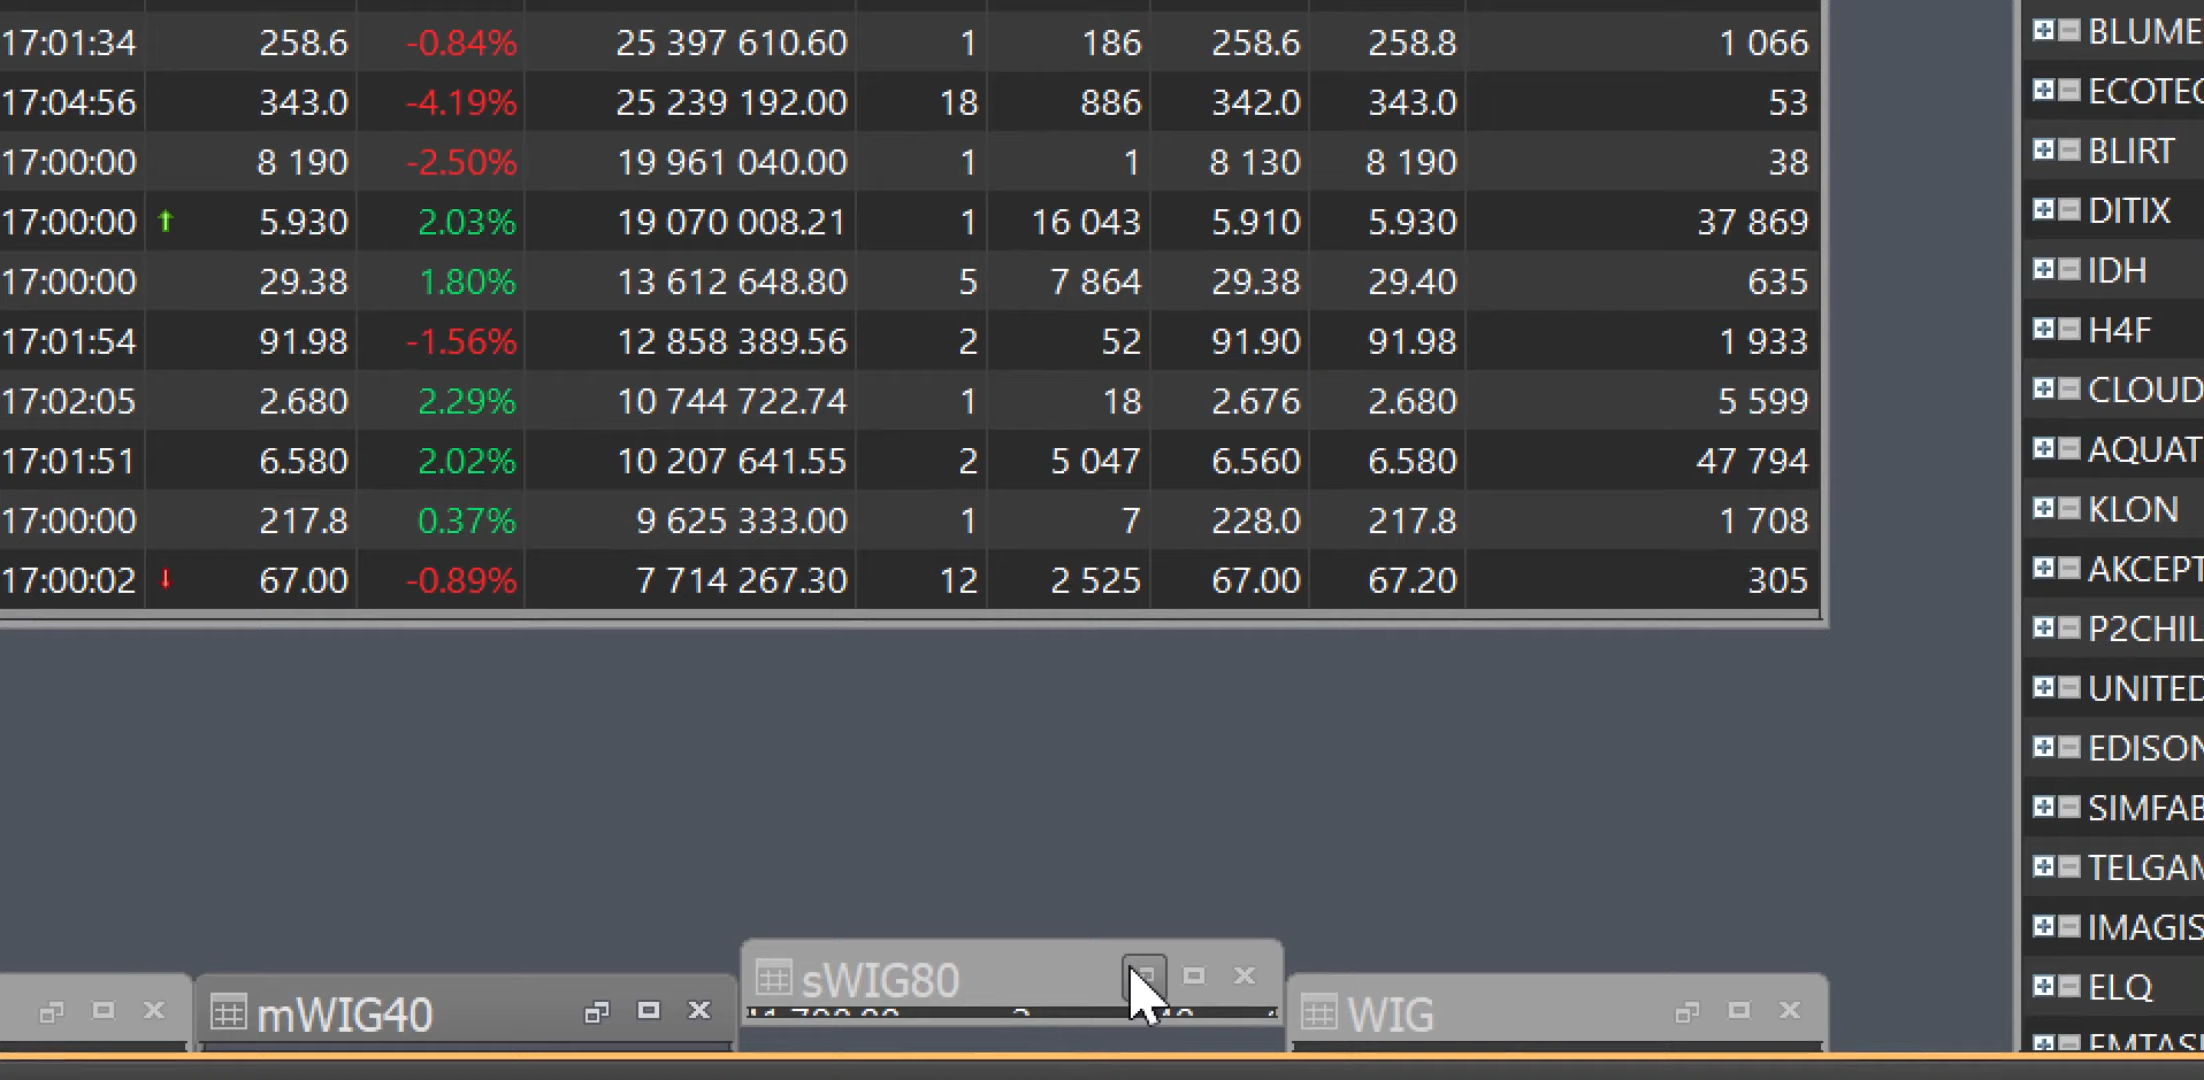 17:01:34 258.6 -0.84% 25 397 610.60 1 186 258.6 258.8 1 066
17:04:56 343.0 -4.19% 25 239 192.00 18 886 342.0 343.0 53
17:00:00 8 190 -2.50% 19 961 040.00 1 1 8 130 8 190 38
17:00:00 5.930 2.03% 19 070 008.21 1 16 043 5.910 5.930 37 869
17:00:00 29.38 1.80% 13 612 648.80 5 7 864 29.38 29.40 635
17:01:54 91.98 -1.56% 12 858 389.56 2 52 91.90 91.98 1 933
17:02:05 2.680 2.29% 10 744 722.74 1 18 2.676 2.680 5 599
17:01:51 6.580 2.02% 10 207 641.55 2 5 047 6.560 6.580 47 794
17:00:00 217.8 0.37% 9 625 333.00 1 7 228.0 217.8 1 708
17:00:02 67.00 -0.89% 7 714 267.30 12 2 525 67.00 67.20 305
mWIG40
sWIG80
WIG
BLUME
ECOTEC
BLIRT
DITIX
IDH
H4F
CLOUD
AQUAT
KLON
AKCEPT
P2CHIL
UNITED
EDISON
SIMFAB
TELGAM
IMAGIS
ELQ